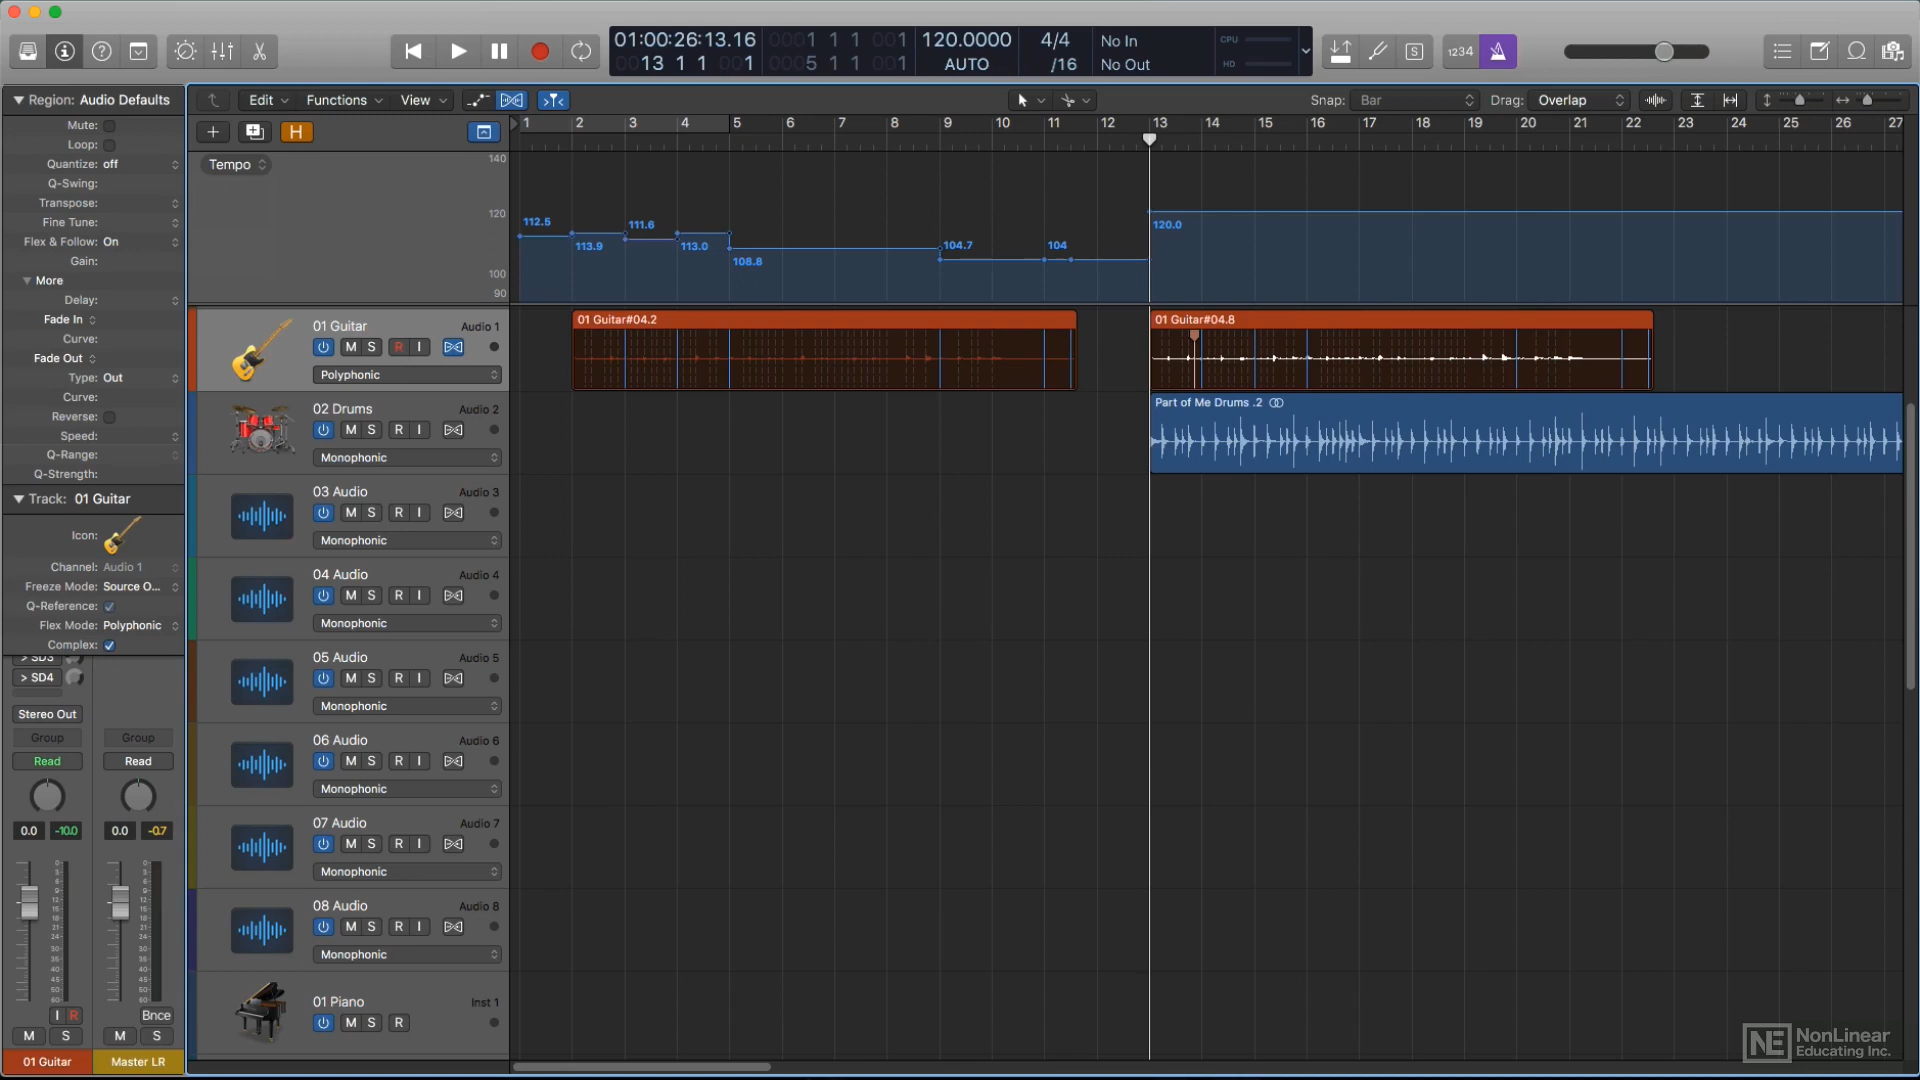 01:00:26:13.16
0001 1 1 001
120.0000
4/4
No In
CPU
0013 1 1 001
0005 1 1 001
AUTO
/16
No Out
HD
1234
S
Region: Audio Defaults
Edit
Functions
View
Snap: Bar
Drag: Overlap
Mute:
Loop:
Quantize: off
Q-Swing:
Transpose:
Fine Tune:
Flex & Follow: On
Gain:
More
Delay:
Fade In
Curve:
Fade Out
Type: Out
Curve:
Reverse:
Speed:
Q-Range:
Q-Strength:
Track: 01 Guitar
Icon:
Channel: Audio 1
Freeze Mode: Source O...
Q-Reference:
Flex Mode: Polyphonic
Complex:
> SD3
> SD4
Stereo Out
Group
Group
Read
Read
0.0 -10.0
0.0 -0.7
I R
Bnce
M S
M S
01 Guitar
Master LR
H
1 2 3 4 5 6 7 8 9 10 11 12 13 14 15 16 17 18 19 20 21 22 23 24 25 26 27
Tempo
140
120
100
90
112.5
113.9
111.6
113.0
108.8
104.7
104
120.0
01 Guitar
Audio 1
M S R I
Polyphonic
01 Guitar#04.2
01 Guitar#04.8
02 Drums
Audio 2
M S R I
Monophonic
Part of Me Drums .2
03 Audio
Audio 3
M S R I
Monophonic
04 Audio
Audio 4
M S R I
Monophonic
05 Audio
Audio 5
M S R I
Monophonic
06 Audio
Audio 6
M S R I
Monophonic
07 Audio
Audio 7
M S R I
Monophonic
08 Audio
Audio 8
M S R I
Monophonic
01 Piano
Inst 1
M S R
NE
NonLinear
Educating Inc.